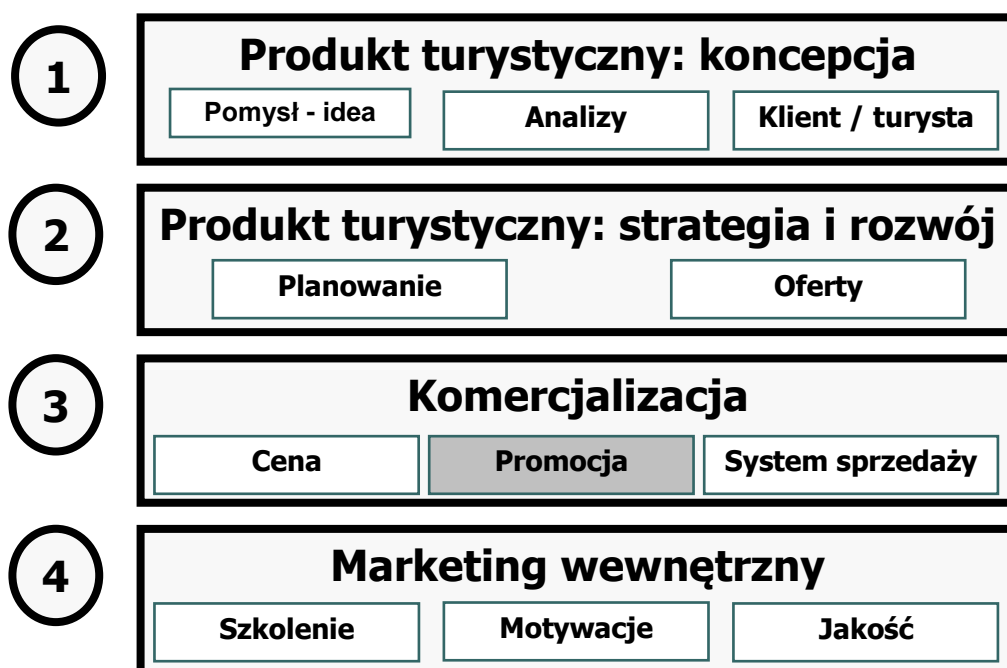 1
Produkt turystyczny: koncepcja
Pomysł - idea
Analizy
Klient / turysta
2
Produkt turystyczny: strategia i rozwój
Planowanie
Oferty
3
Komercjalizacja
Cena
Promocja
System sprzedaży
4
Marketing wewnętrzny
Szkolenie
Motywacje
Jakość